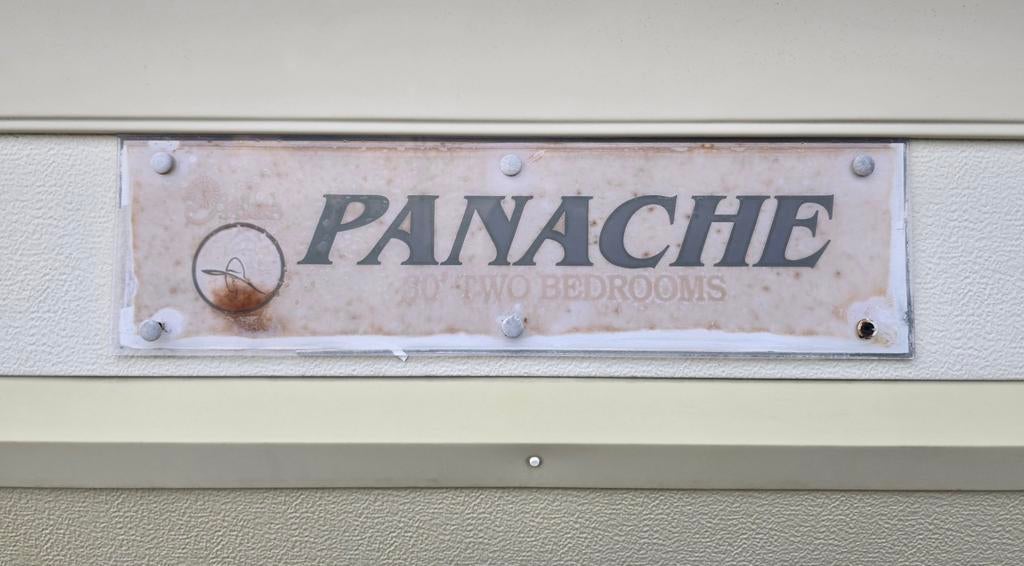 PANACHE
30' TWO BEDROOMS